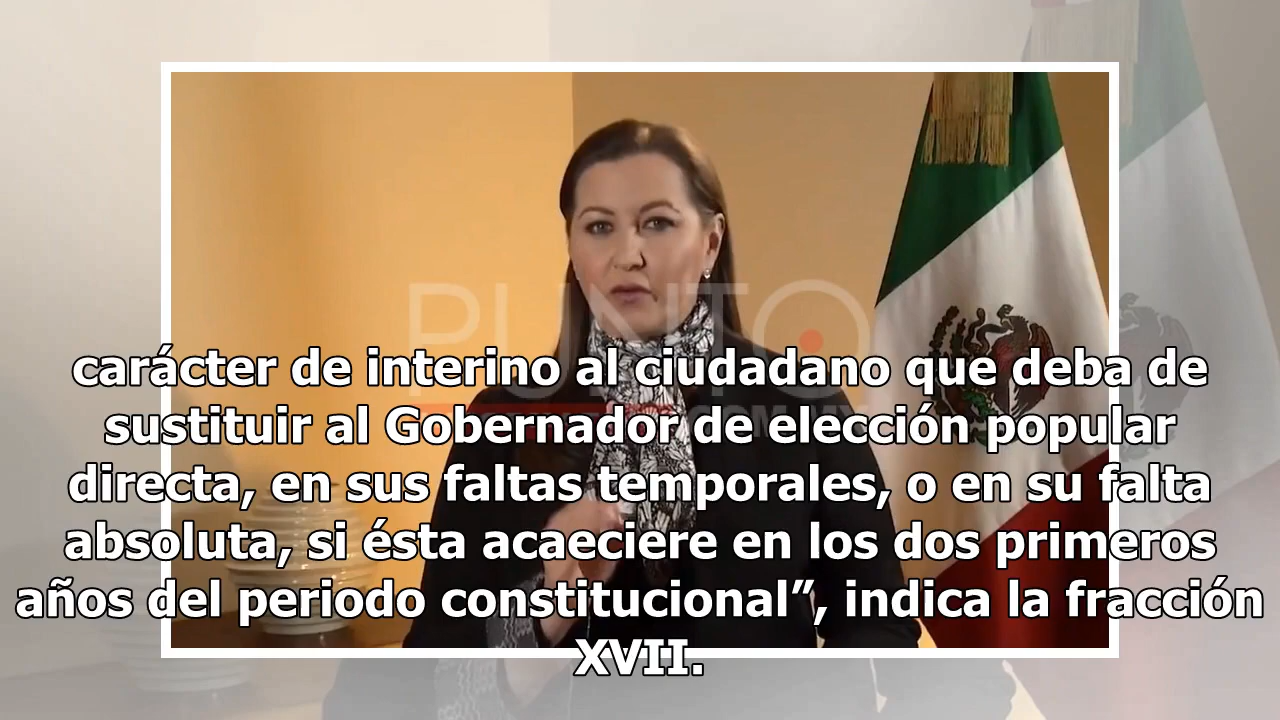 PUNTO
carácter de interino al ciudadano que deba de
sustituir al Gobernador de elección popular
directa, en sus faltas temporales, o en su falta
absoluta, si ésta acaeciere en los dos primeros
años del periodo constitucional”, indica la fracción
XVII.